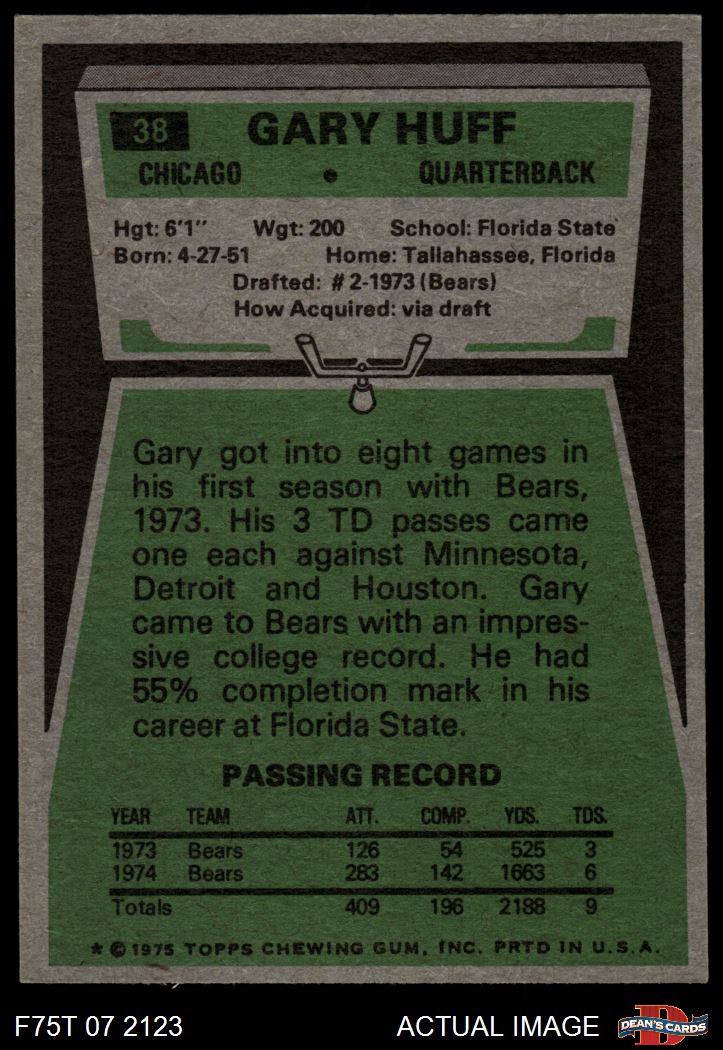 38 GARY HUFF
CHICAGO • QUARTERBACK
Hgt: 6'1" Wgt: 200 School: Florida State
Born: 4-27-51 Home: Tallahassee, Florida
Drafted: #2-1973 (Bears)
How Acquired: via draft
Gary got into eight games in
his first season with Bears,
1973. His 3 TD passes came
one each against Minnesota,
Detroit and Houston. Gary
came to Bears with an impres-
sive college record. He had
55% completion mark in his
career at Florida State.
PASSING RECORD
YEAR TEAM ATT. COMP. YDS. TDS.
1973 Bears 126 54 525 3
1974 Bears 283 142 1663 6
Totals 409 196 2188 9
* © 1975 TOPPS CHEWING GUM, INC. PRTD IN U.S.A.
F75T 07 2123 ACTUAL IMAGE D DEAN'S CARDS